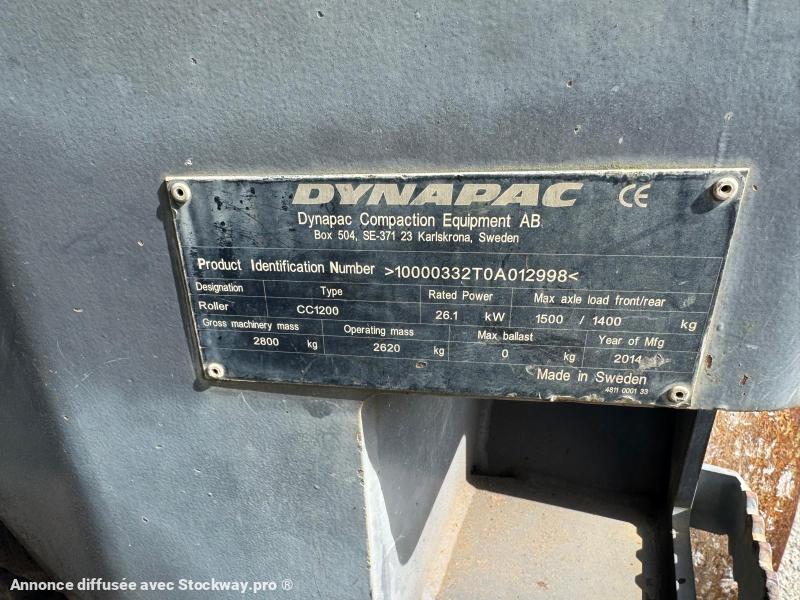 DYNAPAC CE
Dynapac Compaction Equipment AB
Box 504, SE-371 23 Karlskrona, Sweden
Product Identification Number >10000332T0A012998<
Designation Type Rated Power Max axle load front/rear
Roller CC1200 26.1 kW 1500 / 1400 kg
Gross machinery mass Operating mass Max ballast Year of Mfg
2800 kg 2620 kg 0 kg 2014
Made in Sweden
4811 0001 33
Annonce diffusée avec Stockway.pro ®